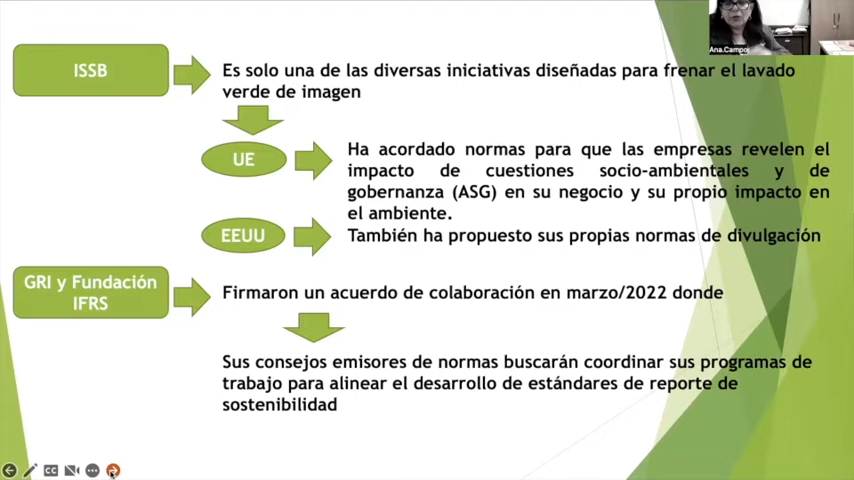 Ana.Campo
ISSB
Es solo una de las diversas iniciativas diseñadas para frenar el lavado
verde de imagen
UE
Ha acordado normas para que las empresas revelen el
impacto de cuestiones socio-ambientales y de
gobernanza (ASG) en su negocio y su propio impacto en
el ambiente.
EEUU
También ha propuesto sus propias normas de divulgación
GRI y Fundación
IFRS
Firmaron un acuerdo de colaboración en marzo/2022 donde
Sus consejos emisores de normas buscarán coordinar sus programas de
trabajo para alinear el desarrollo de estándares de reporte de
sostenibilidad
CC